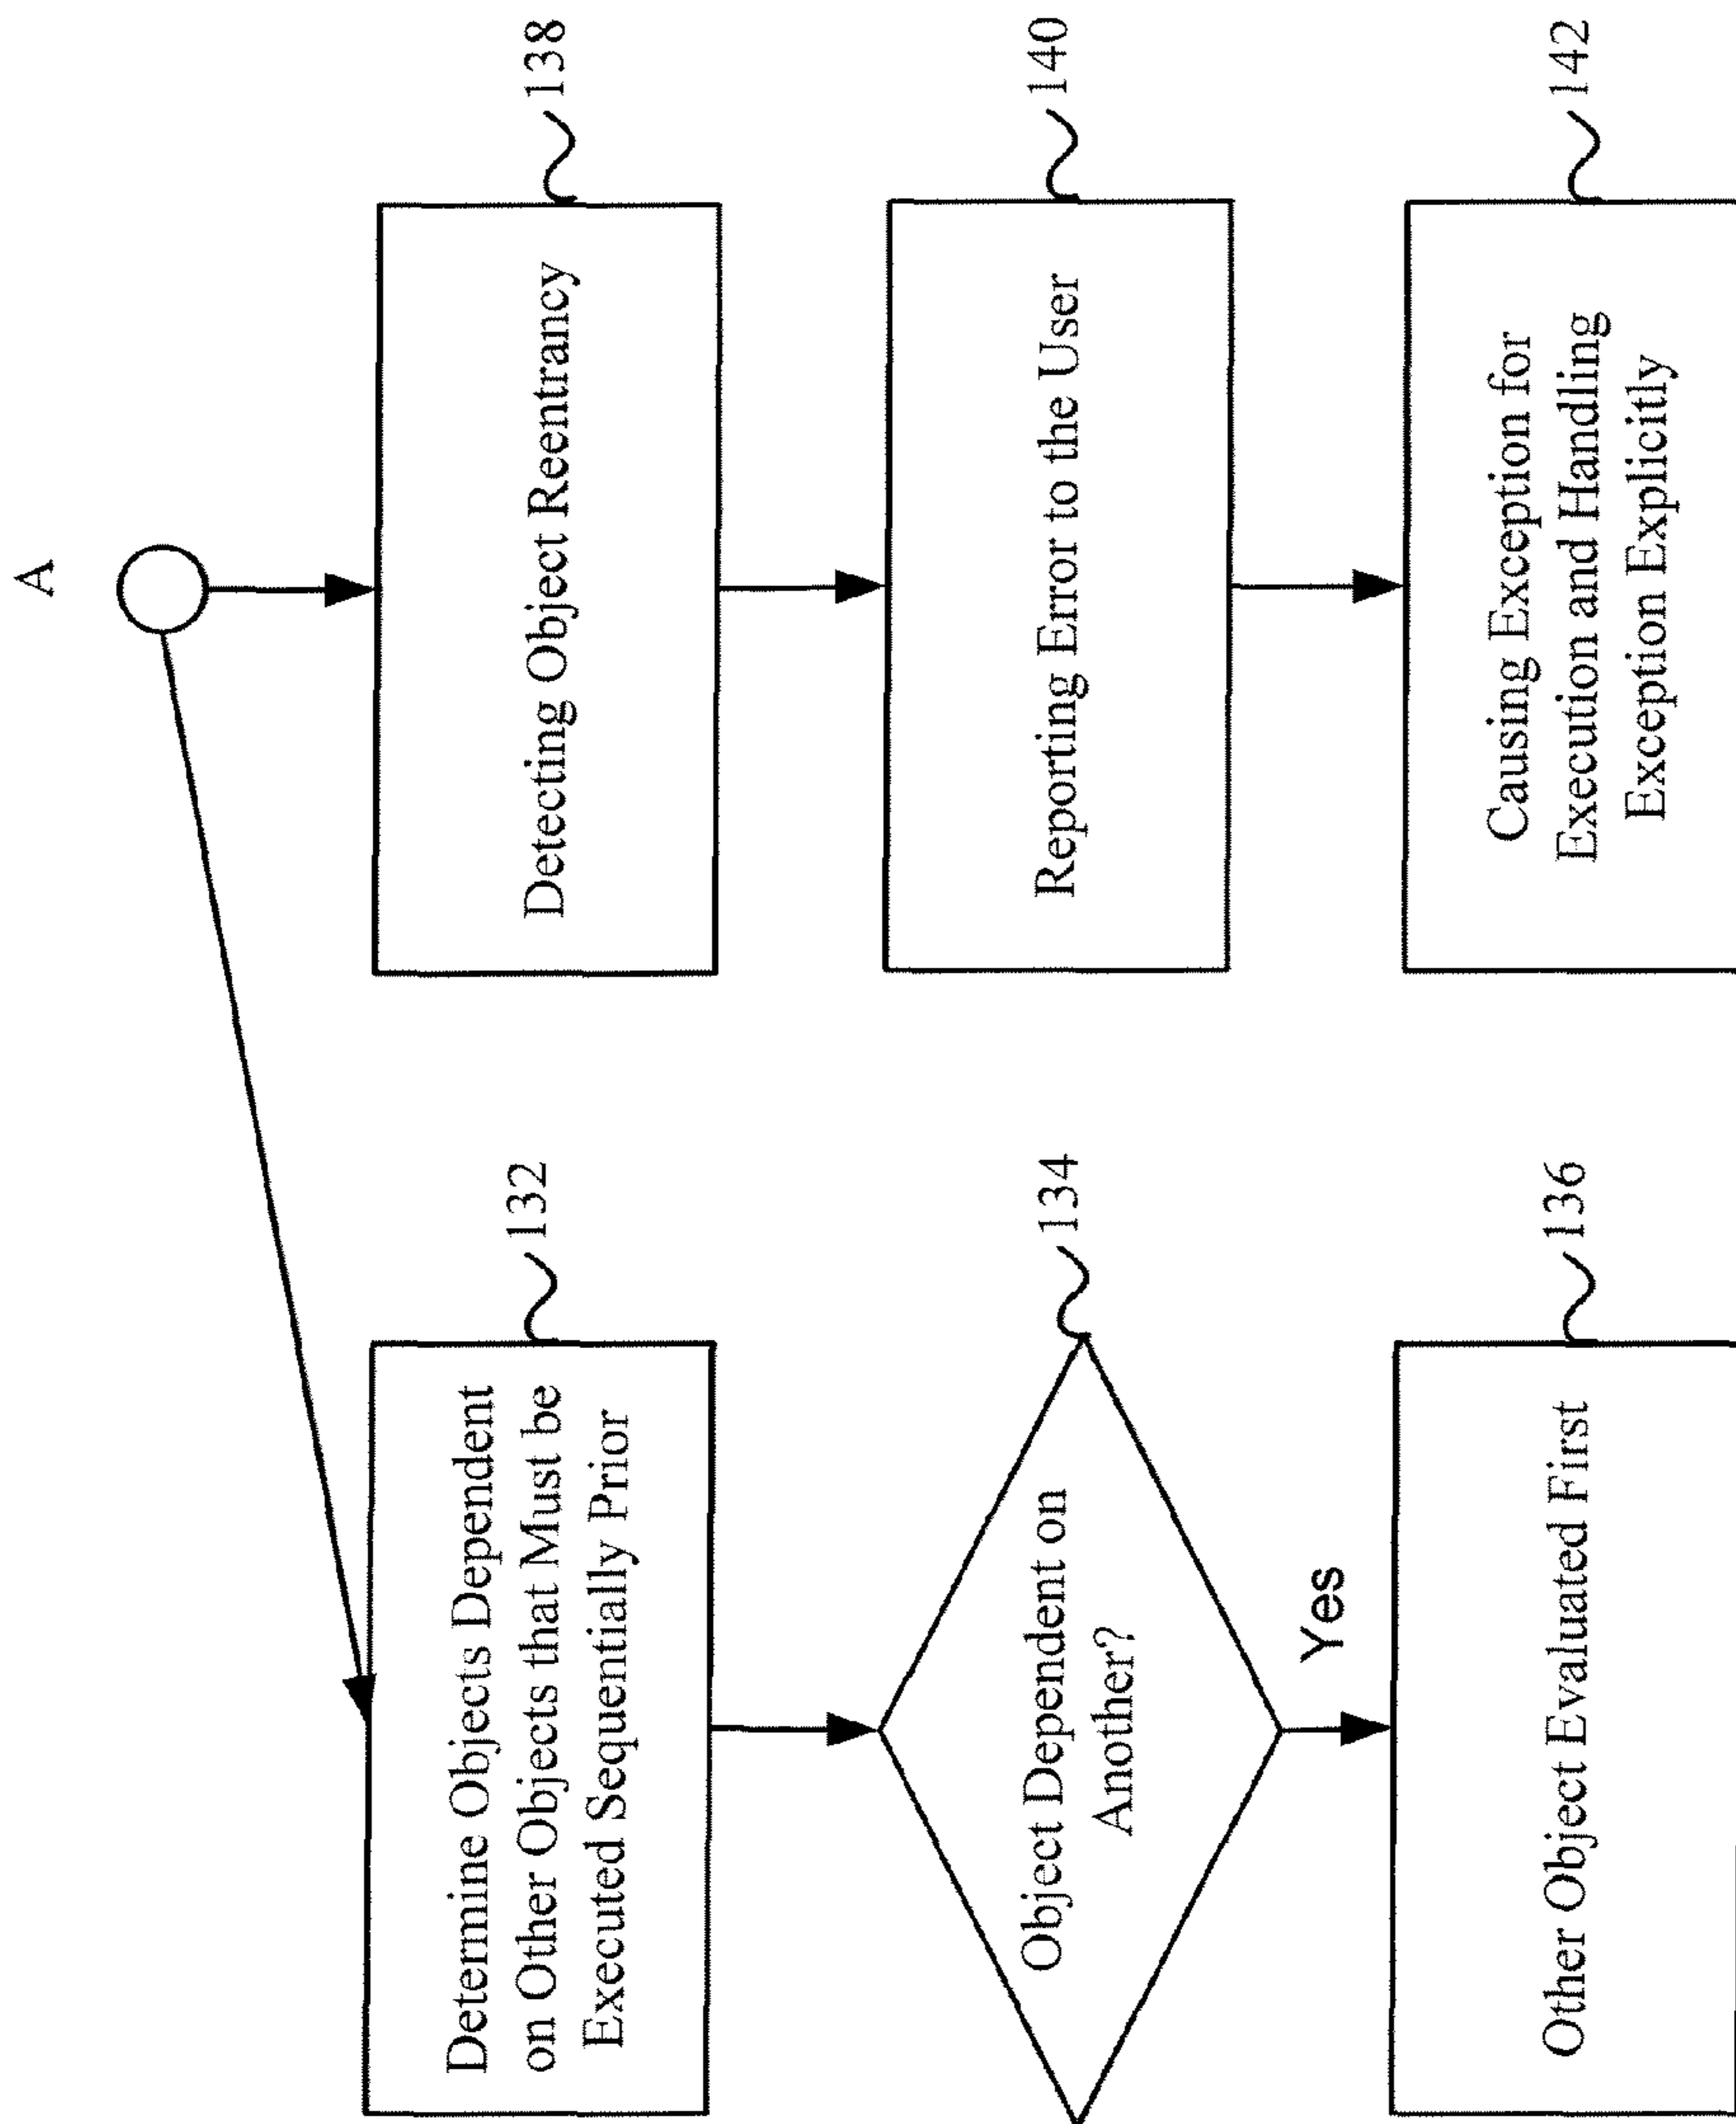 A
Determine Objects Dependent
on Other Objects that Must be
Executed Sequentially Prior
132
Object Dependent on
Another?
134
Yes
Other Object Evaluated First
136
Detecting Object Reentrancy
138
Reporting Error to the User
140
Causing Exception for
Execution and Handling
Exception Explicitly
142